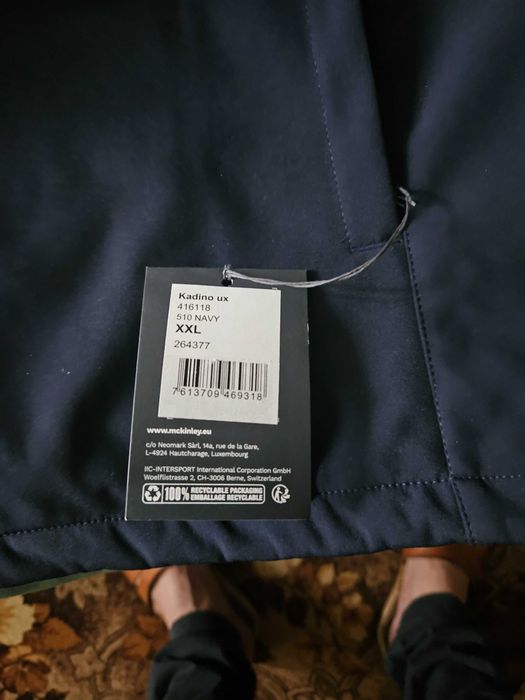 Kadino ux
416118
510 NAVY
XXL
264377
7 613709 469318
www.mckinley.eu
c/o Neomark Sàrl, 14a, rue de la Gare,
L-4924 Hautcharage, Luxembourg
IIC-INTERSPORT International Corporation GmbH
Woelflistrasse 2, CH-3006 Berne, Switzerland
100% RECYCLABLE PACKAGING
EMBALLAGE RECYCLABLE